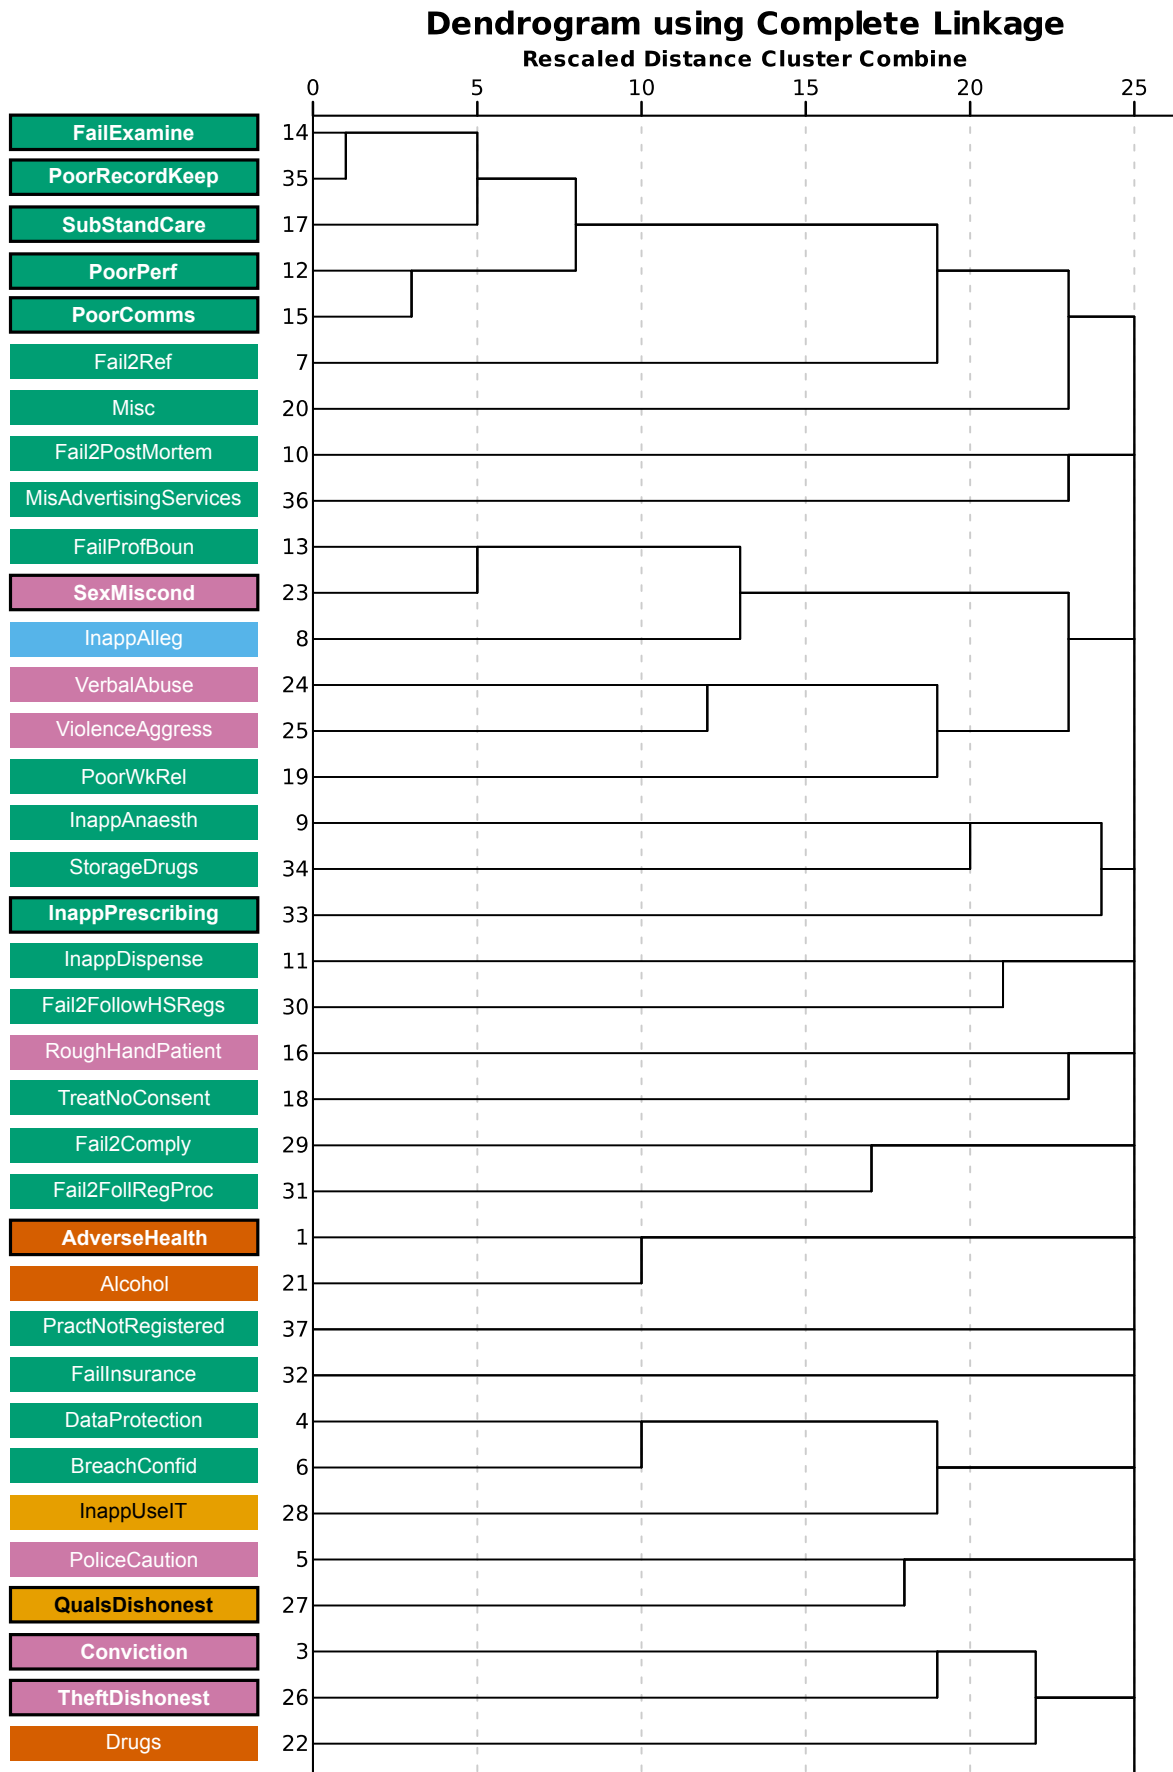 Dendrogram using Complete Linkage
Rescaled Distance Cluster Combine
0 5 10 15 20 25
FailExamine 14
PoorRecordKeep 35
SubStandCare 17
PoorPerf 12
PoorComms 15
Fail2Ref 7
Misc 20
Fail2PostMortem 10
MisAdvertisingServices 36
FailProfBoun 13
SexMiscond 23
InappAlleg 8
VerbalAbuse 24
ViolenceAggress 25
PoorWkRel 19
InappAnaesth 9
StorageDrugs 34
InappPrescribing 33
InappDispense 11
Fail2FollowHSRegs 30
RoughHandPatient 16
TreatNoConsent 18
Fail2Comply 29
Fail2FollRegProc 31
AdverseHealth 1
Alcohol 21
PractNotRegistered 37
FailInsurance 32
DataProtection 4
BreachConfid 6
InappUseIT 28
PoliceCaution 5
QualsDishonest 27
Conviction 3
TheftDishonest 26
Drugs 22